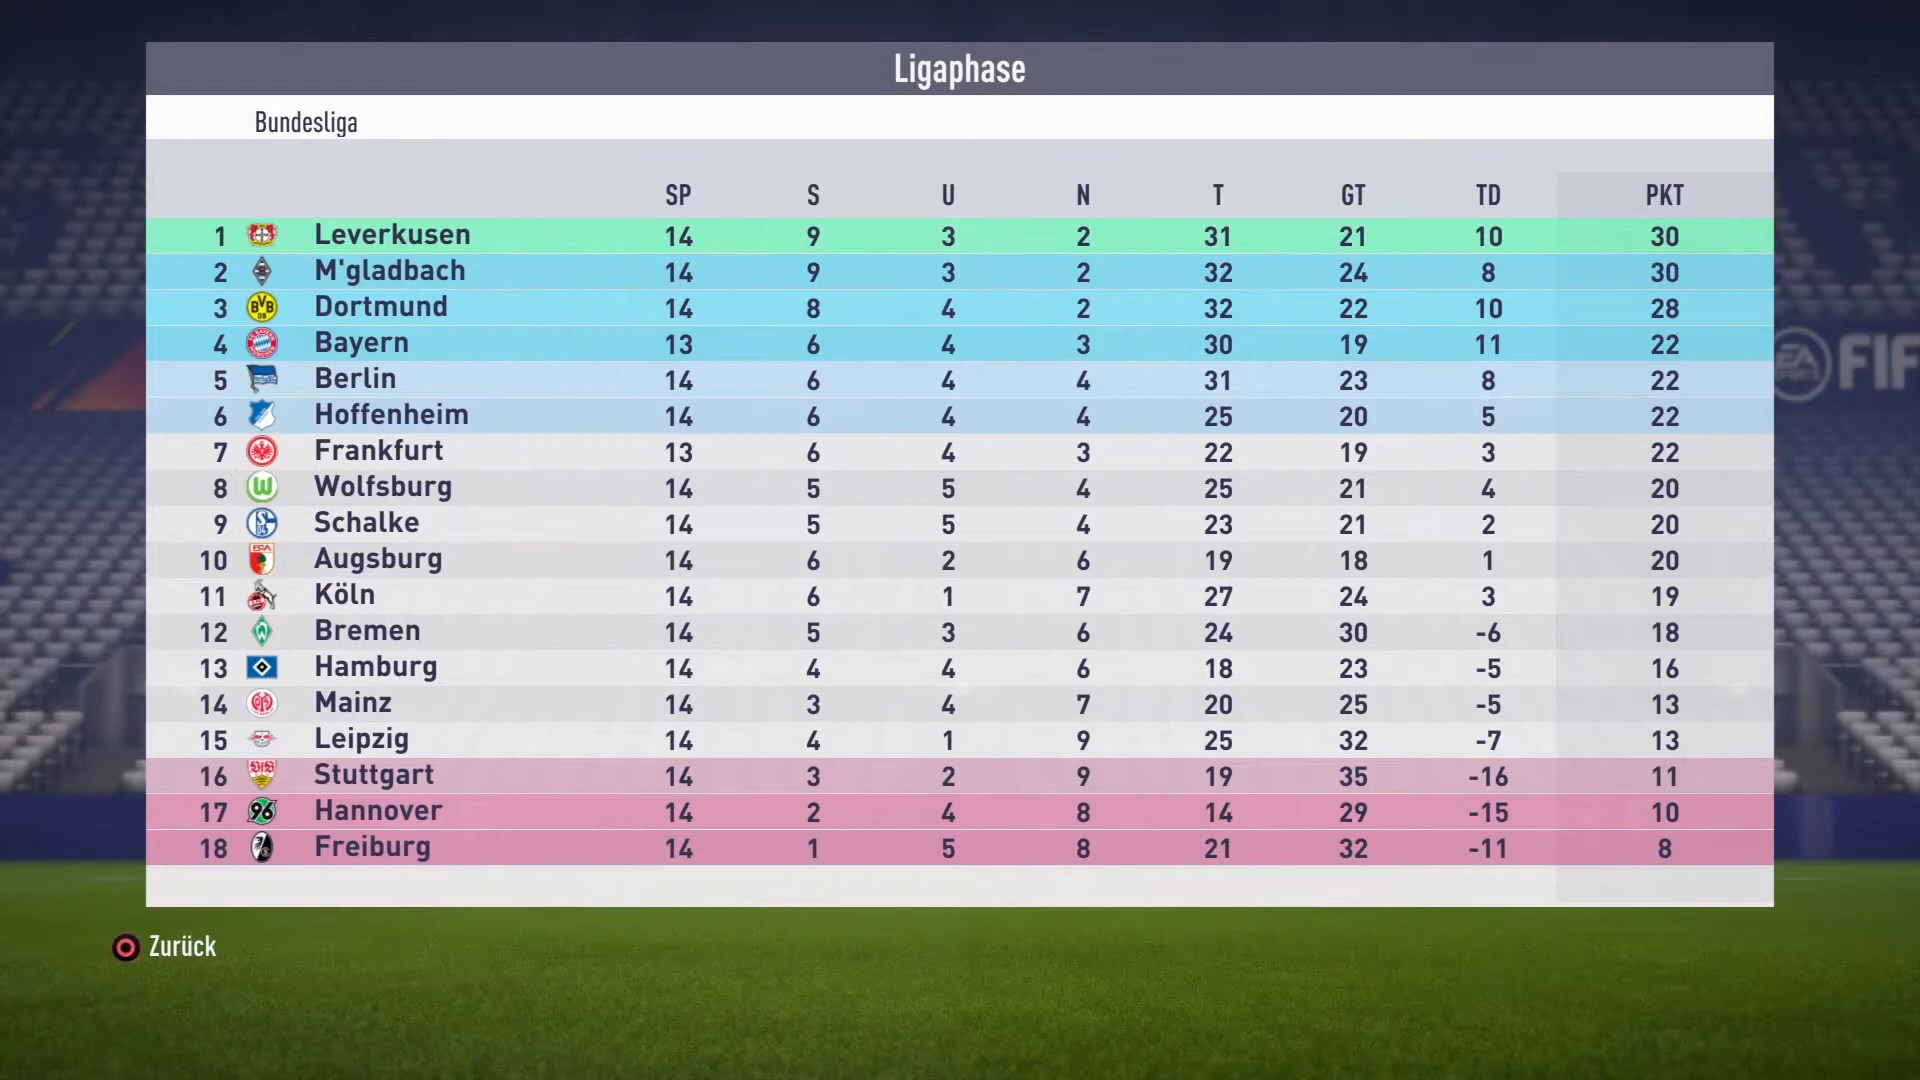 Ligaphase
Bundesliga
SP S U N T GT TD PKT
1 Leverkusen 14 9 3 2 31 21 10 30
2 M'gladbach 14 9 3 2 32 24 8 30
3 Dortmund 14 8 4 2 32 22 10 28
4 Bayern 13 6 4 3 30 19 11 22
5 Berlin 14 6 4 4 31 23 8 22
6 Hoffenheim 14 6 4 4 25 20 5 22
7 Frankfurt 13 6 4 3 22 19 3 22
8 Wolfsburg 14 5 5 4 25 21 4 20
9 Schalke 14 5 5 4 23 21 2 20
10 Augsburg 14 6 2 6 19 18 1 20
11 Köln 14 6 1 7 27 24 3 19
12 Bremen 14 5 3 6 24 30 -6 18
13 Hamburg 14 4 4 6 18 23 -5 16
14 Mainz 14 3 4 7 20 25 -5 13
15 Leipzig 14 4 1 9 25 32 -7 13
16 Stuttgart 14 3 2 9 19 35 -16 11
17 Hannover 14 2 4 8 14 29 -15 10
18 Freiburg 14 1 5 8 21 32 -11 8
Zurück
EA SPORTS FIF